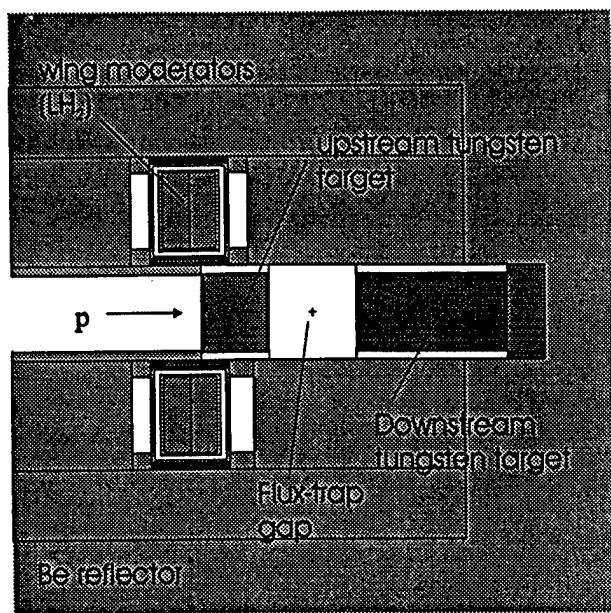 wing moderators
(LH₂)
upstream tungsten
target
p
Downstream
tungsten target
Flux-trap
gap
Be reflector